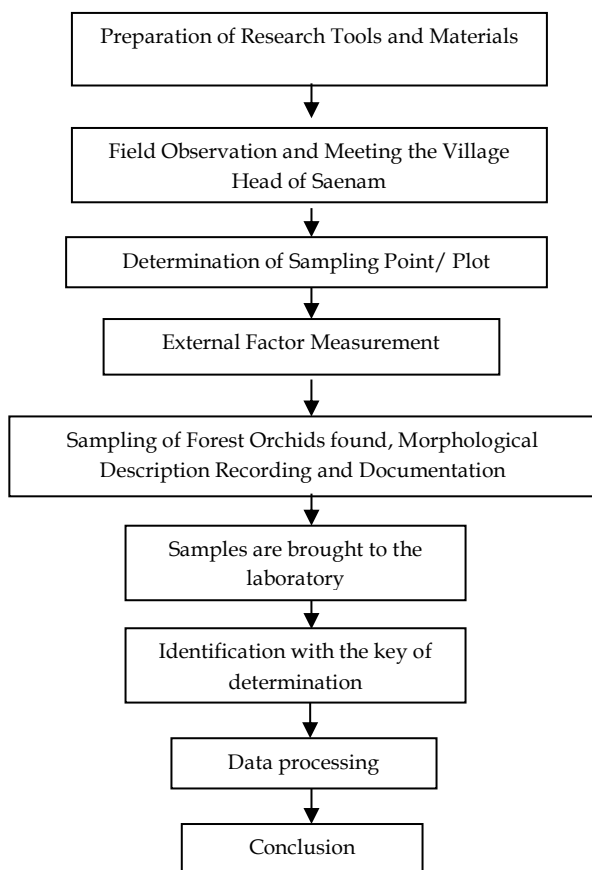 Preparation of Research Tools and Materials
Field Observation and Meeting the Village
Head of Saenam
Determination of Sampling Point/ Plot
External Factor Measurement
Sampling of Forest Orchids found, Morphological
Description Recording and Documentation
Samples are brought to the
laboratory
Identification with the key of
determination
Data processing
Conclusion